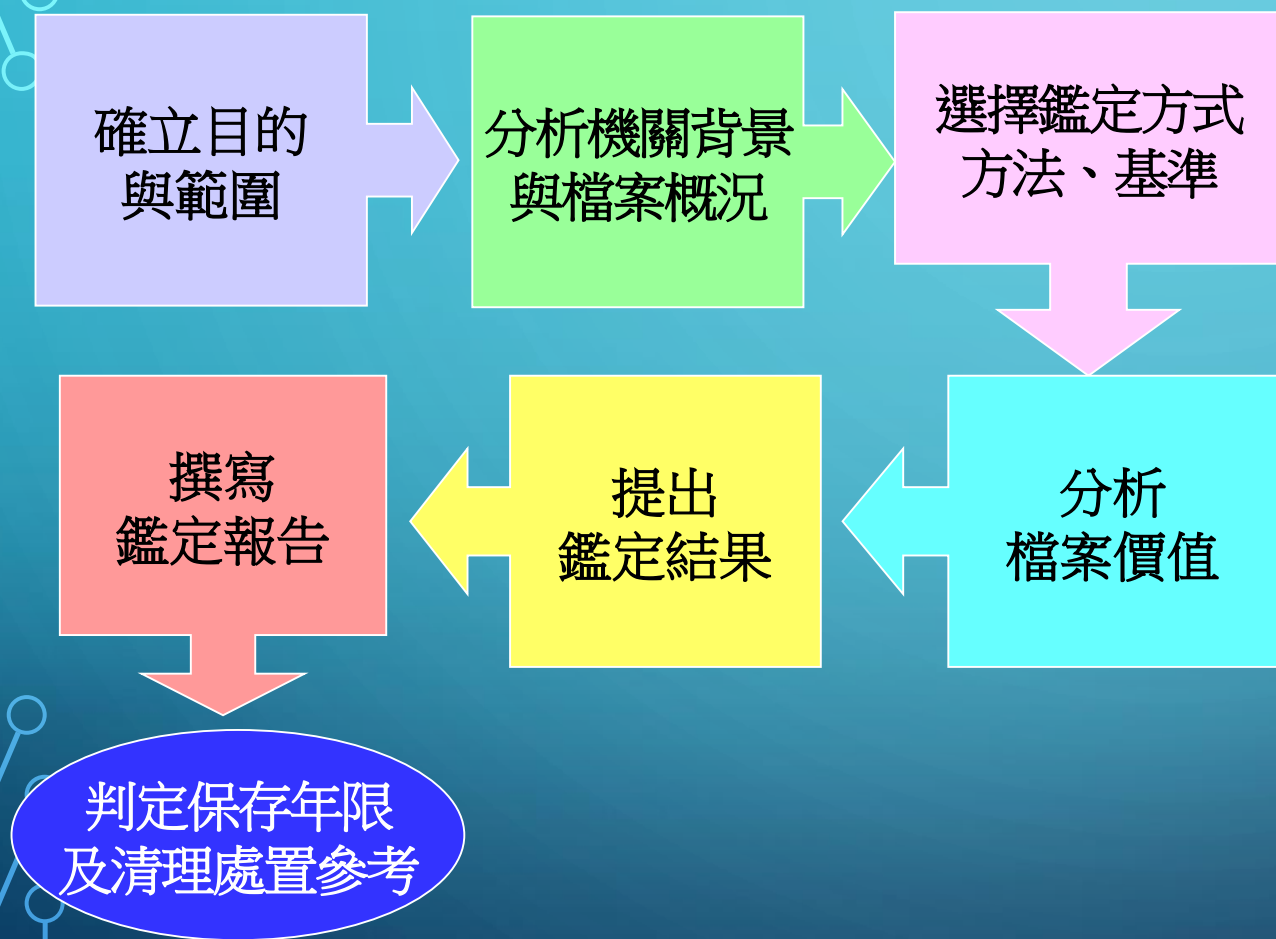 確立目的
與範圍
分析機關背景
與檔案概況
選擇鑑定方式
方法、基準
分析
檔案價值
提出
鑑定結果
撰寫
鑑定報告
判定保存年限
及清理處置參考